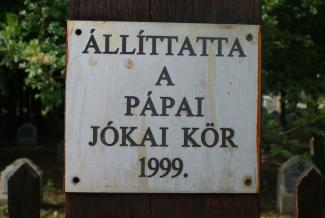 ÁLLÍTTATTA
A
PÁPAI
JÓKAI KÖR
1999.